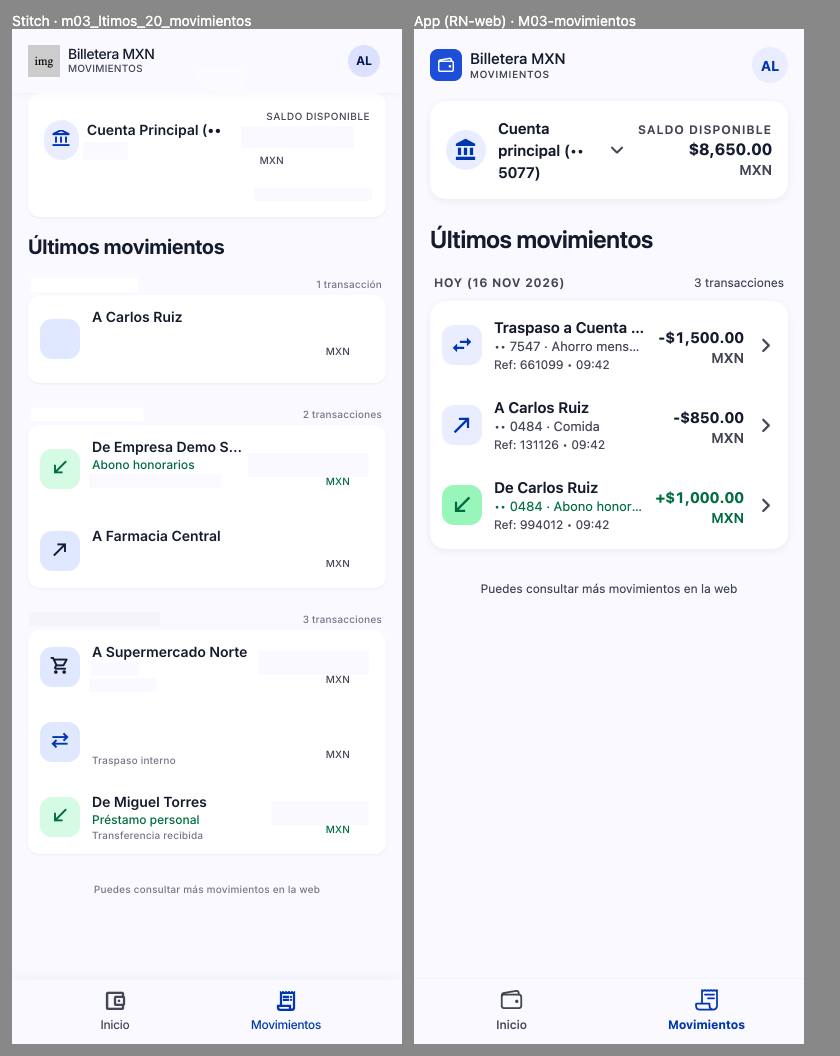 Stitch · m03_ltimos_20_movimientos
img
Billetera MXN
MOVIMIENTOS
AL
Cuenta Principal (••
SALDO DISPONIBLE
MXN
Últimos movimientos
1 transacción
A Carlos Ruiz
MXN
2 transacciones
De Empresa Demo S...
Abono honorarios
MXN
A Farmacia Central
MXN
3 transacciones
A Supermercado Norte
MXN
MXN
Traspaso interno
De Miguel Torres
Préstamo personal
MXN
Transferencia recibida
Puedes consultar más movimientos en la web
Inicio
Movimientos
App (RN-web) · M03-movimientos
Billetera MXN
MOVIMIENTOS
AL
Cuenta
principal (••
5077)
SALDO DISPONIBLE
$8,650.00
MXN
Últimos movimientos
HOY (16 NOV 2026)
3 transacciones
Traspaso a Cuenta ...
•• 7547 · Ahorro mens...
Ref: 661099 • 09:42
-$1,500.00
MXN
A Carlos Ruiz
•• 0484 · Comida
Ref: 131126 • 09:42
-$850.00
MXN
De Carlos Ruiz
•• 0484 · Abono honor...
Ref: 994012 • 09:42
+$1,000.00
MXN
Puedes consultar más movimientos en la web
Inicio
Movimientos